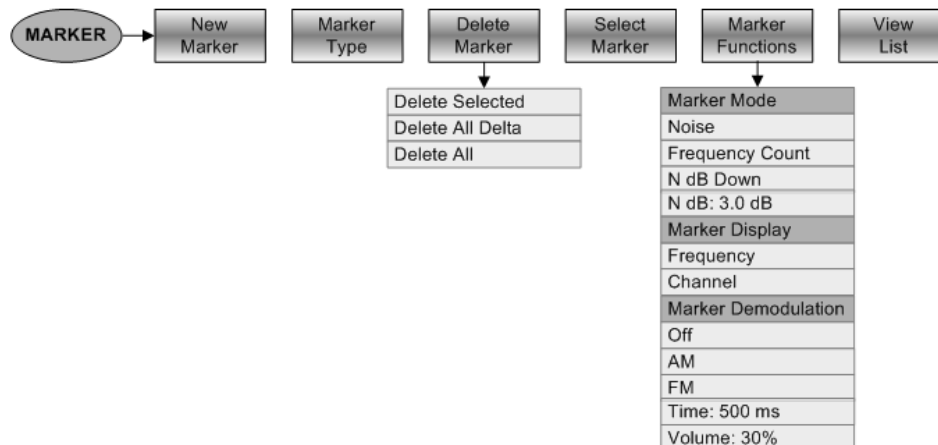 MARKER
New
Marker
Marker
Type
Delete
Marker
Select
Marker
Marker
Functions
View
List
Delete Selected
Delete All Delta
Delete All
Marker Mode
Noise
Frequency Count
N dB Down
N dB: 3.0 dB
Marker Display
Frequency
Channel
Marker Demodulation
Off
AM
FM
Time: 500 ms
Volume: 30%